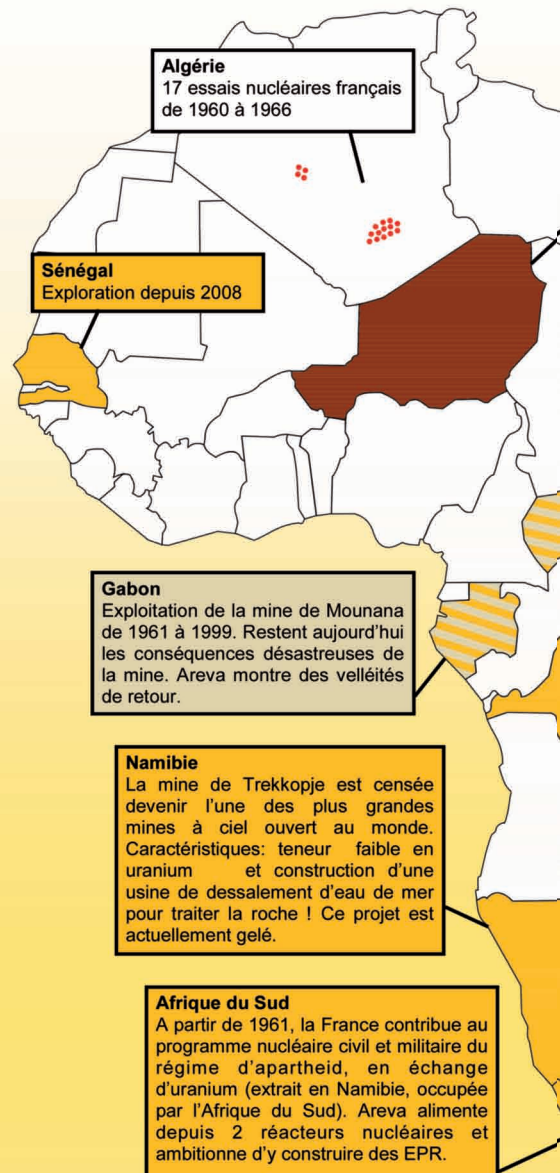 Algérie
17 essais nucléaires français
de 1960 à 1966
Sénégal
Exploration depuis 2008
Gabon
Exploitation de la mine de Mounana
de 1961 à 1999. Restent aujourd'hui
les conséquences désastreuses de
la mine. Areva montre des velléités
de retour.
Namibie
La mine de Trekkopje est censée
devenir l'une des plus grandes
mines à ciel ouvert au monde.
Caractéristiques: teneur faible en
uranium et construction d'une
usine de dessalement d'eau de mer
pour traiter la roche ! Ce projet est
actuellement gelé.
Afrique du Sud
A partir de 1961, la France contribue au
programme nucléaire civil et militaire du
régime d'apartheid, en échange
d'uranium (extrait en Namibie, occupée
par l'Afrique du Sud). Areva alimente
depuis 2 réacteurs nucléaires et
ambitionne d'y construire des EPR.